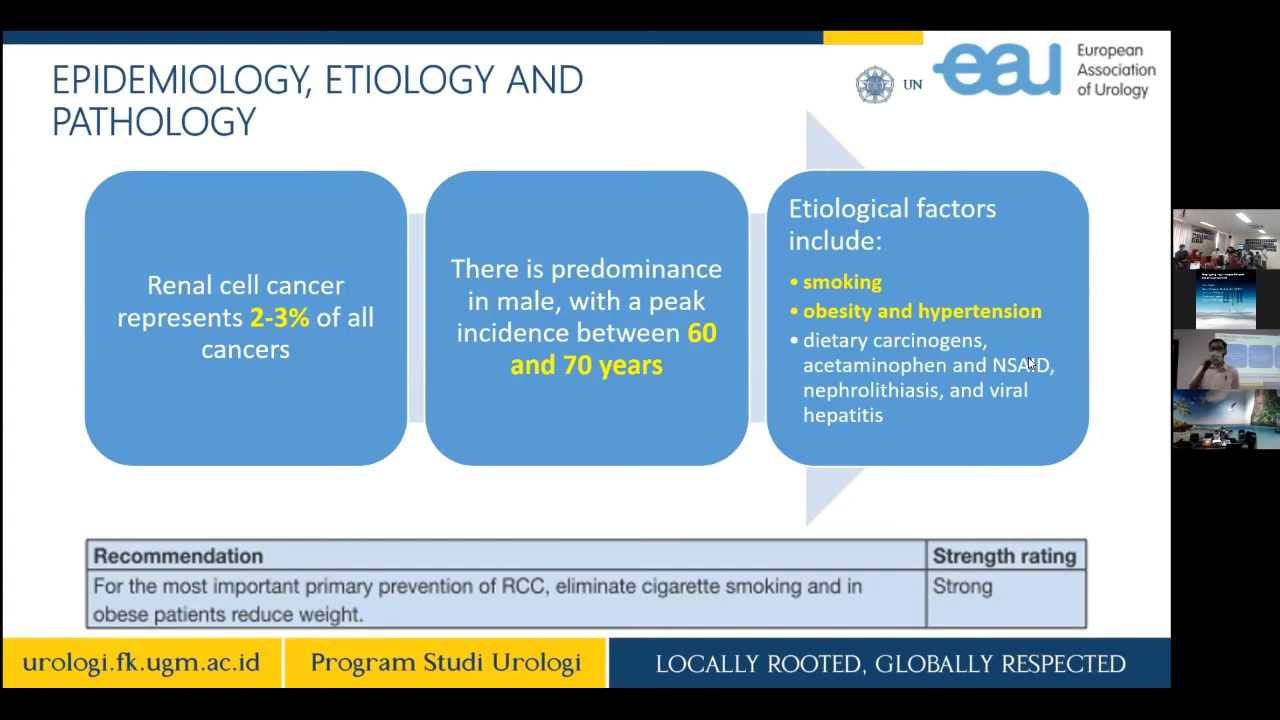 EPIDEMIOLOGY, ETIOLOGY AND
PATHOLOGY
UN
eau
European
Association
of Urology
Renal cell cancer
represents 2-3% of all
cancers
There is predominance
in male, with a peak
incidence between 60
and 70 years
Etiological factors
include:
• smoking
• obesity and hypertension
• dietary carcinogens,
acetaminophen and NSAID,
nephrolithiasis, and viral
hepatitis
Recommendation
Strength rating
For the most important primary prevention of RCC, eliminate cigarette smoking and in
obese patients reduce weight.
Strong
urologi.fk.ugm.ac.id
Program Studi Urologi
LOCALLY ROOTED, GLOBALLY RESPECTED